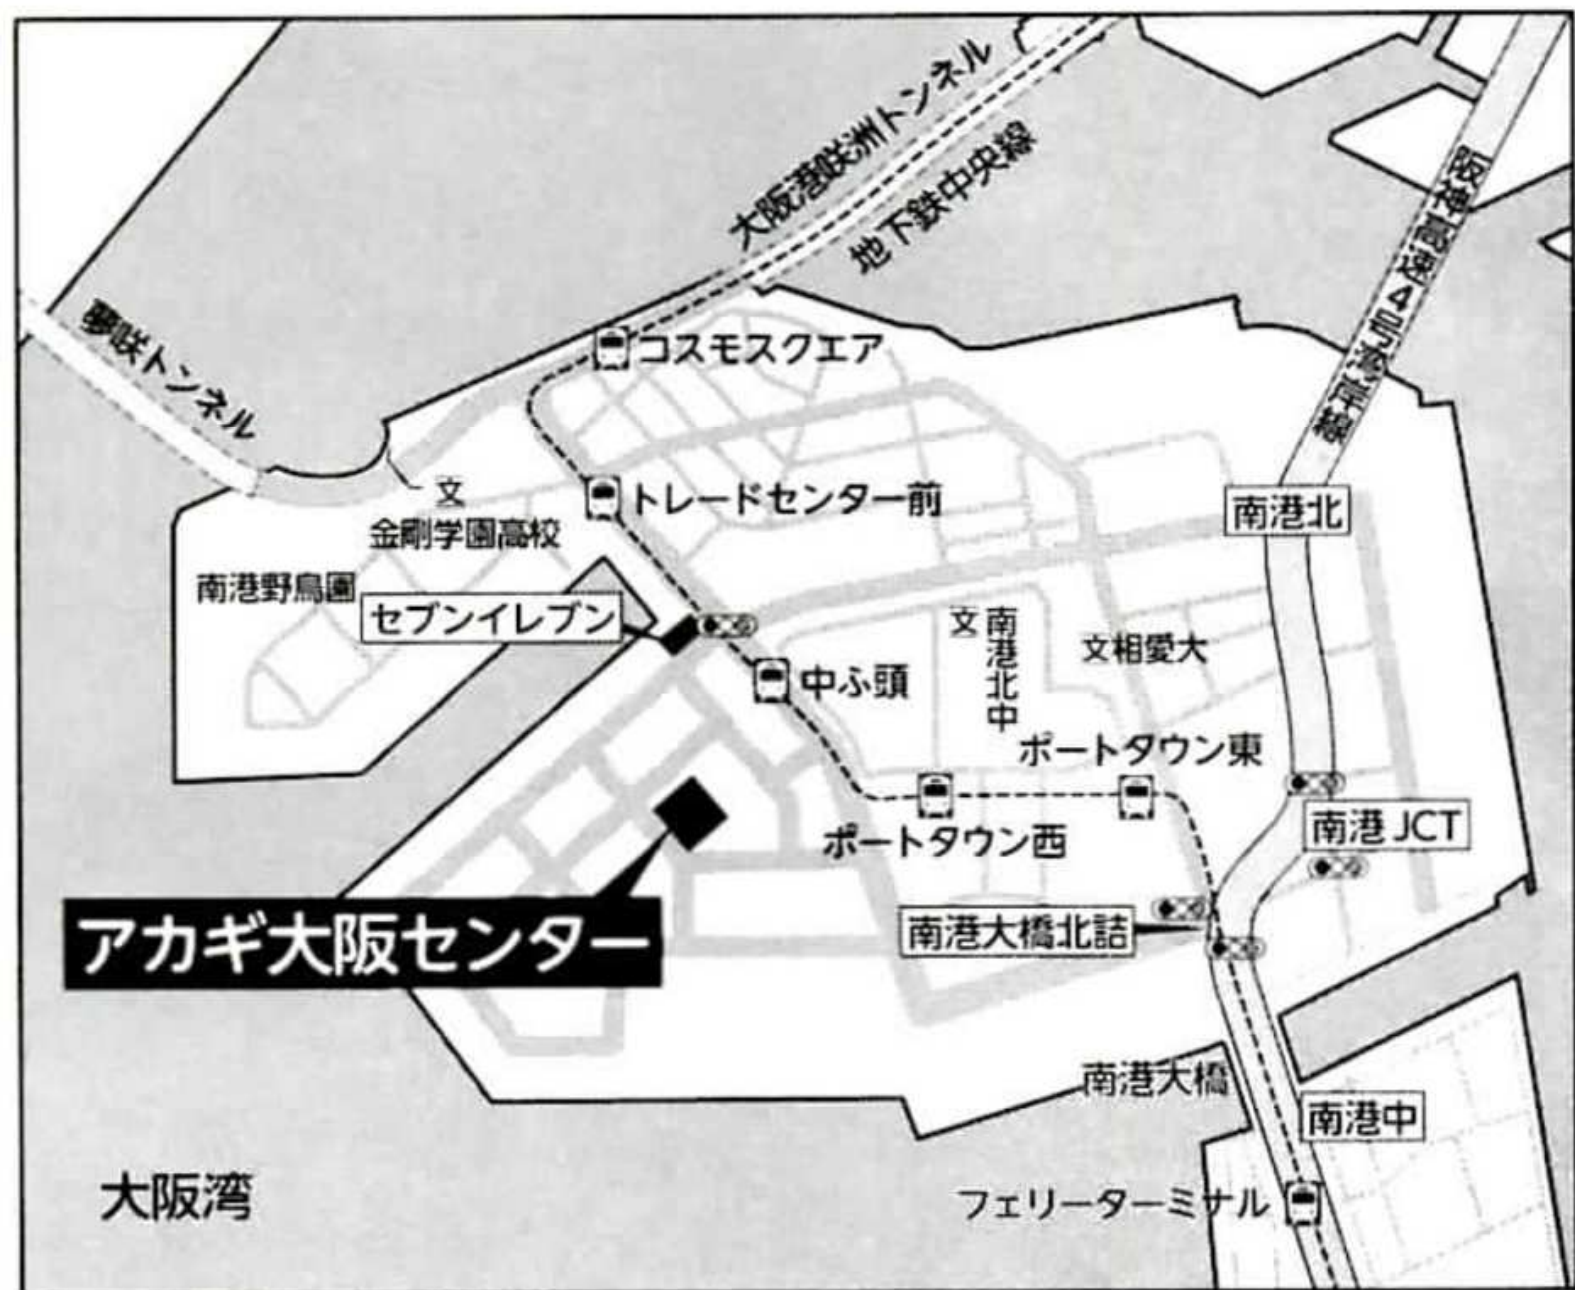 大阪港咲洲トンネル
地下鉄中央線
阪神高速4号湾岸線
夢咲トンネル
コスモスクエア
文
金剛学園高校
トレードセンター前
南港北
南港野鳥園
セブンイレブン
中ふ頭
文 南港北中
文相愛大
ポートタウン東
ポートタウン西
南港JCT
アカギ大阪センター
南港大橋北詰
南港大橋
南港中
大阪湾
フェリーターミナル